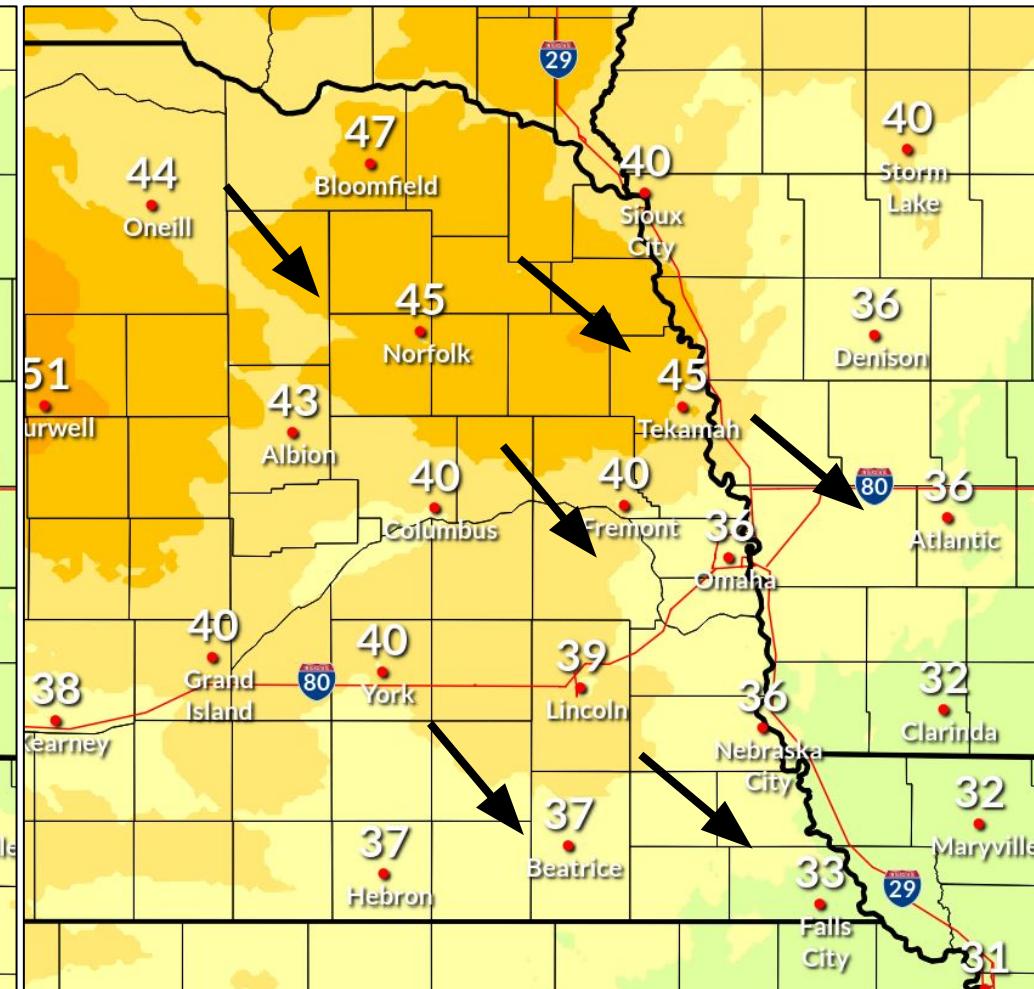 29
47
Bloomfield
40
Storm
Lake
44
Oneill
40
Sioux
City
45
Norfolk
36
Denison
51
urwell
43
Albion
45
Tekamah
40
Columbus
40
Fremont
80
36
Atlantic
36
Omaha
40
Grand
Island
80
40
York
39
Lincoln
38
Kearney
36
Nebraska
City
32
Clarinda
37
Hebron
37
Beatrice
32
Maryville
33
Falls
City
29
31